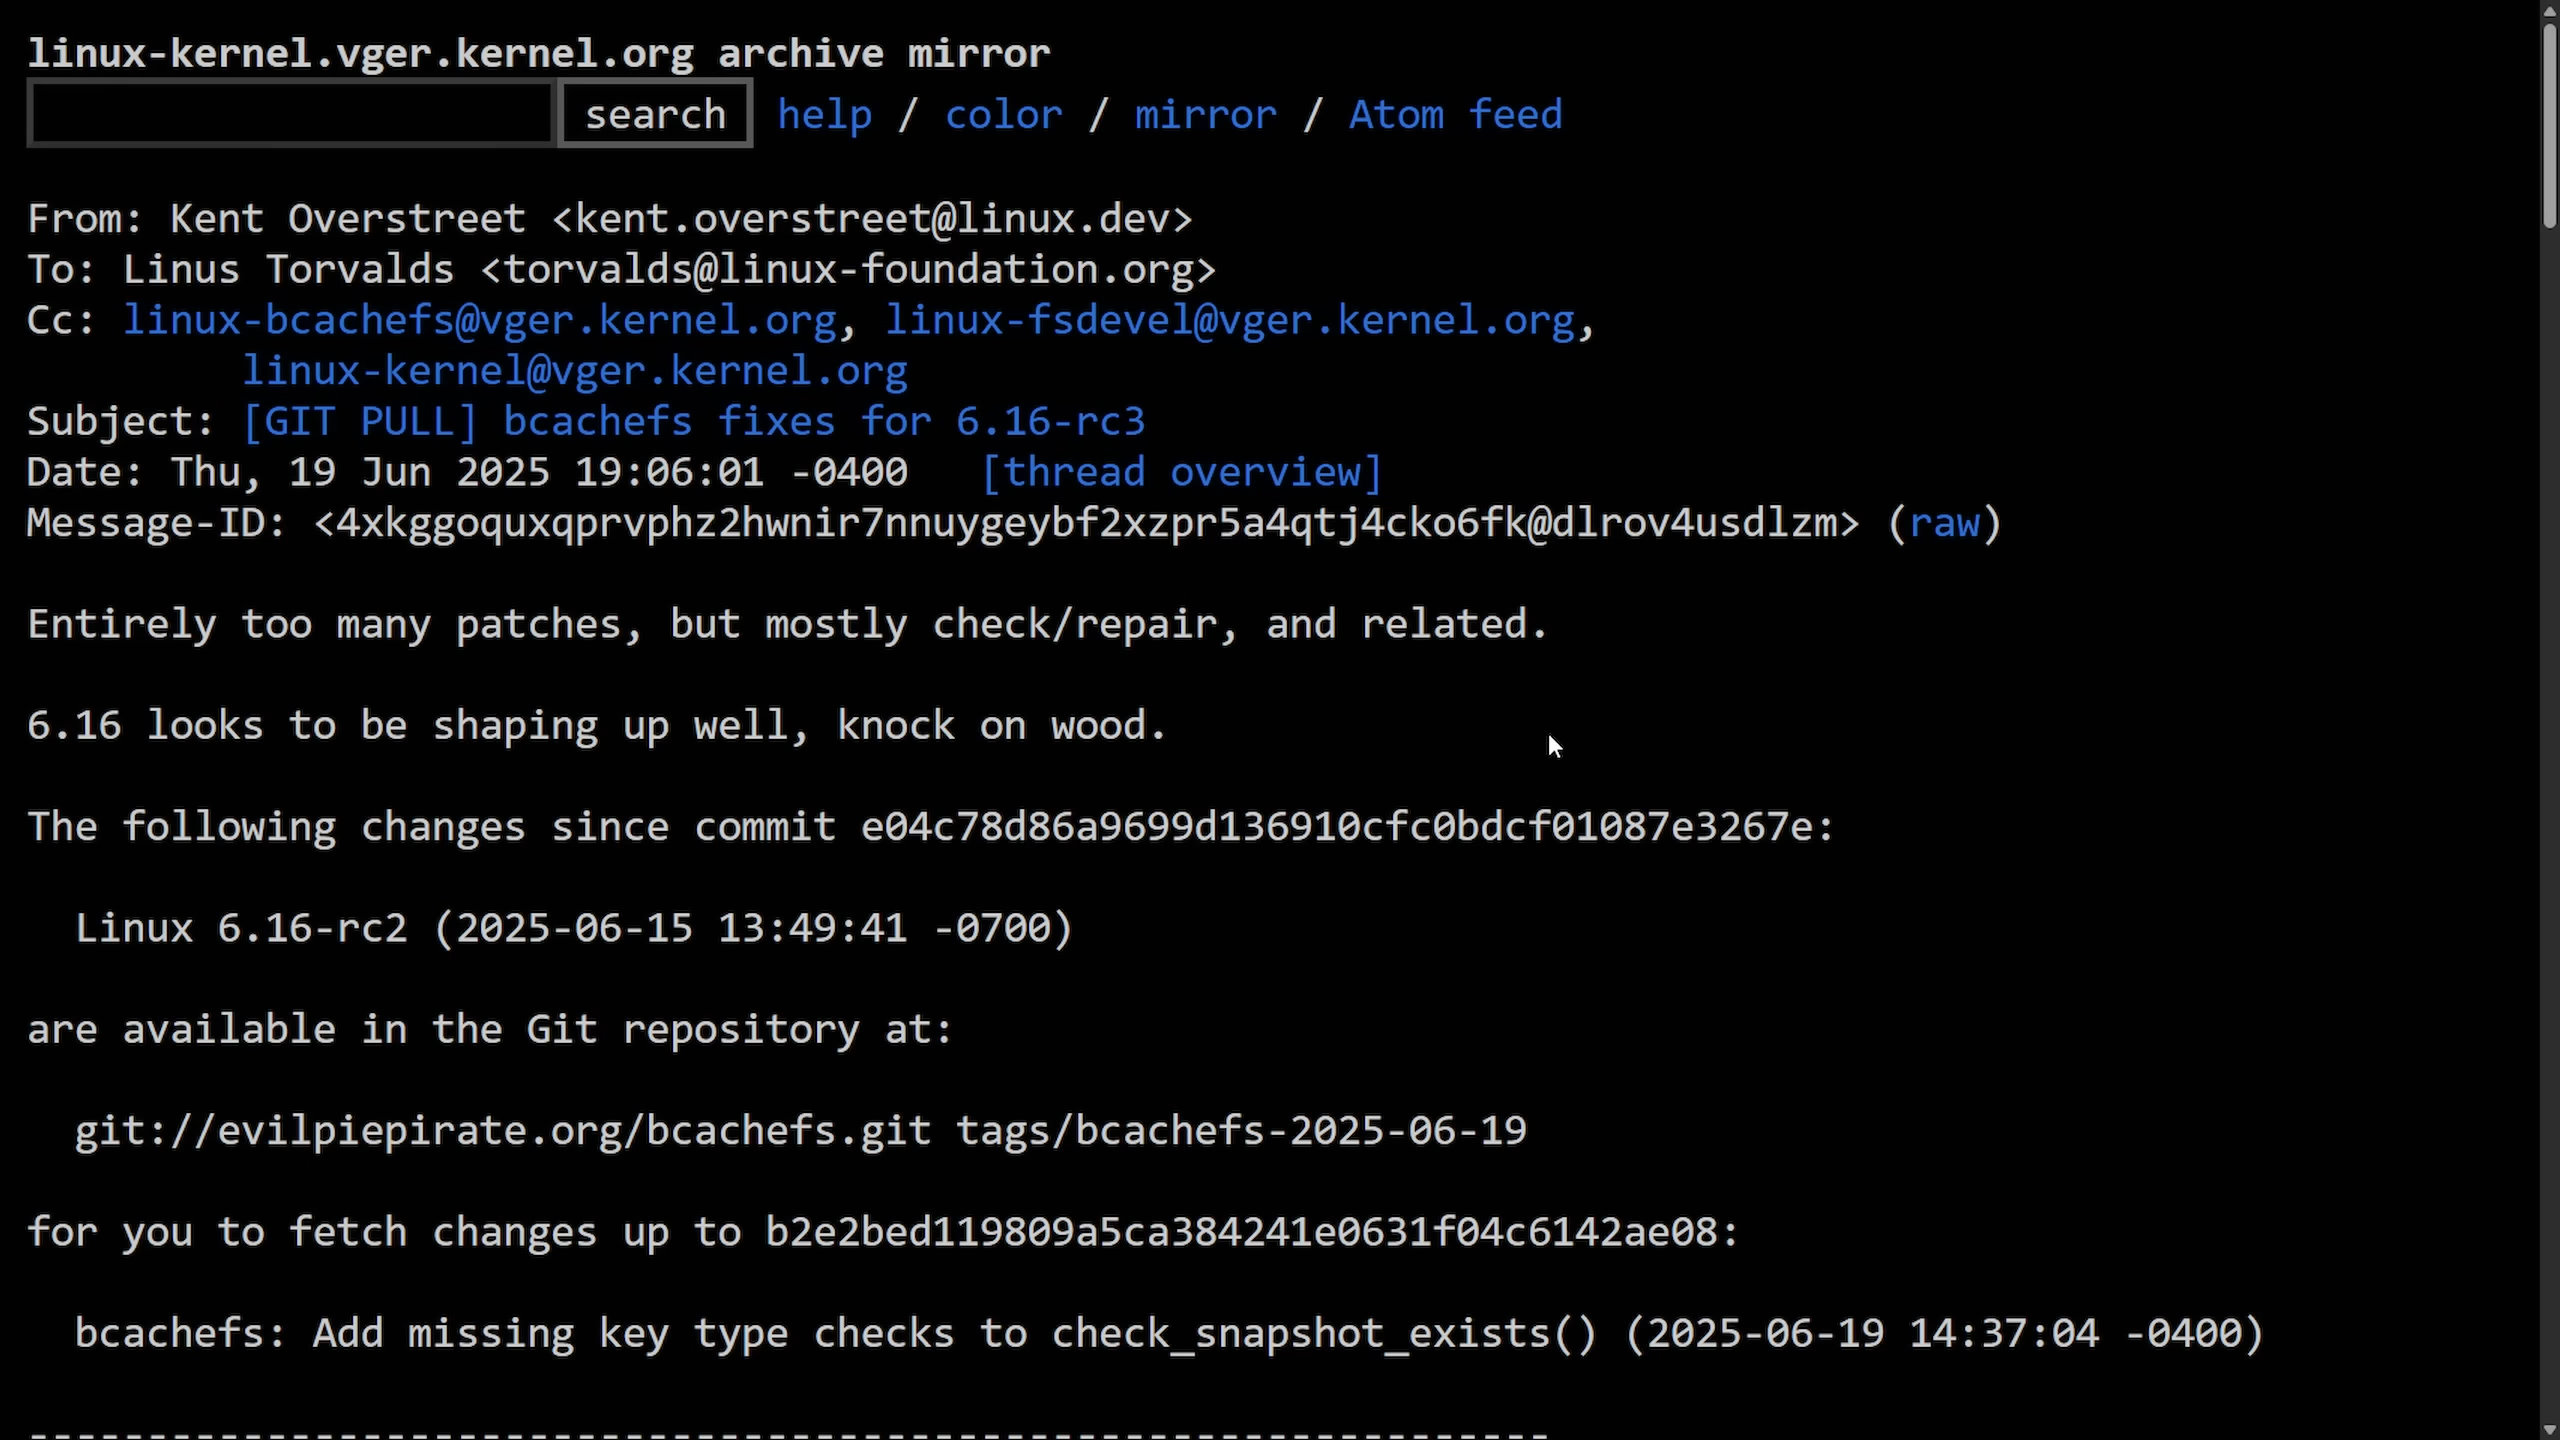 linux-kernel.vger.kernel.org archive mirror
search help / color / mirror / Atom feed
From: Kent Overstreet <kent.overstreet@linux.dev>
To: Linus Torvalds <torvalds@linux-foundation.org>
Cc: linux-bcachefs@vger.kernel.org, linux-fsdevel@vger.kernel.org,
linux-kernel@vger.kernel.org
Subject: [GIT PULL] bcachefs fixes for 6.16-rc3
Date: Thu, 19 Jun 2025 19:06:01 -0400 [thread overview]
Message-ID: <4xkggoquxqprvphz2hwnir7nnuygeybf2xzpr5a4qtj4cko6fk@dlrov4usdlzm> (raw)
Entirely too many patches, but mostly check/repair, and related.
6.16 looks to be shaping up well, knock on wood.
The following changes since commit e04c78d86a9699d136910cfc0bdcf01087e3267e:
Linux 6.16-rc2 (2025-06-15 13:49:41 -0700)
are available in the Git repository at:
git://evilpiepirate.org/bcachefs.git tags/bcachefs-2025-06-19
for you to fetch changes up to b2e2bed119809a5ca384241e0631f04c6142ae08:
bcachefs: Add missing key type checks to check_snapshot_exists() (2025-06-19 14:37:04 -0400)
----------------------------------------------------------------